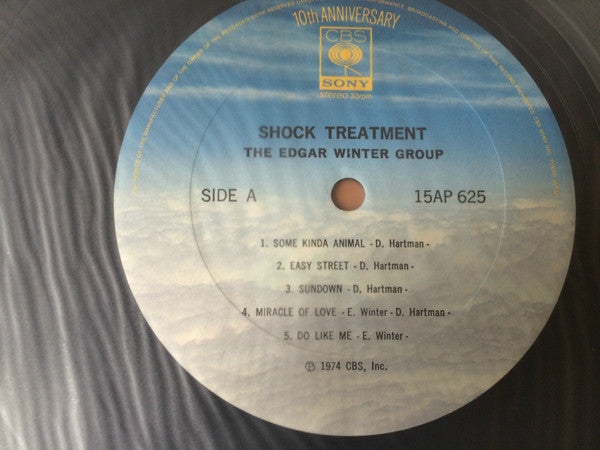 10th ANNIVERSARY
CBS
SONY
stereo 33rpm
SHOCK TREATMENT
THE EDGAR WINTER GROUP
SIDE A
15AP 625
1. SOME KINDA ANIMAL - D. Hartman -
2. EASY STREET - D. Hartman -
3. SUNDOWN - D. Hartman -
4. MIRACLE OF LOVE - E. Winter - D. Hartman -
5. DO LIKE ME - E. Winter -
℗ 1974 CBS, Inc.